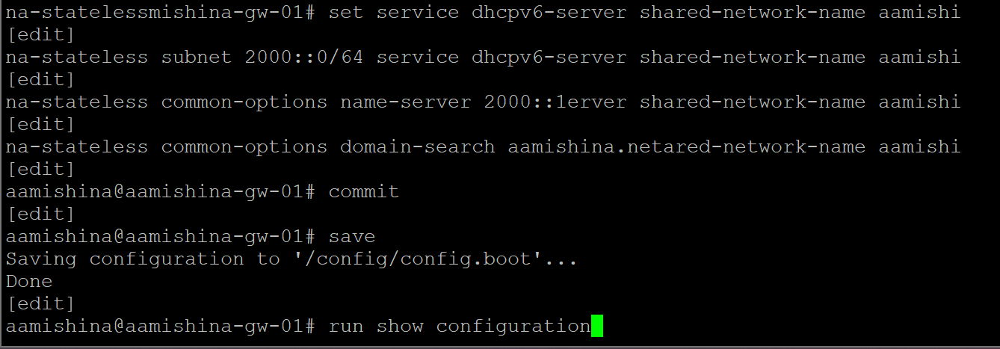 na-statelessmishina-gw-01# set service dhcpv6-server shared-network-name aamishi
[edit]
na-stateless subnet 2000::0/64 service dhcpv6-server shared-network-name aamishi
[edit]
na-stateless common-options name-server 2000::1erver shared-network-name aamishi
[edit]
na-stateless common-options domain-search aamishina.netared-network-name aamishi
[edit]
aamishina@aamishina-gw-01# commit
[edit]
aamishina@aamishina-gw-01# save
Saving configuration to '/config/config.boot'...
Done
[edit]
aamishina@aamishina-gw-01# run show configuration